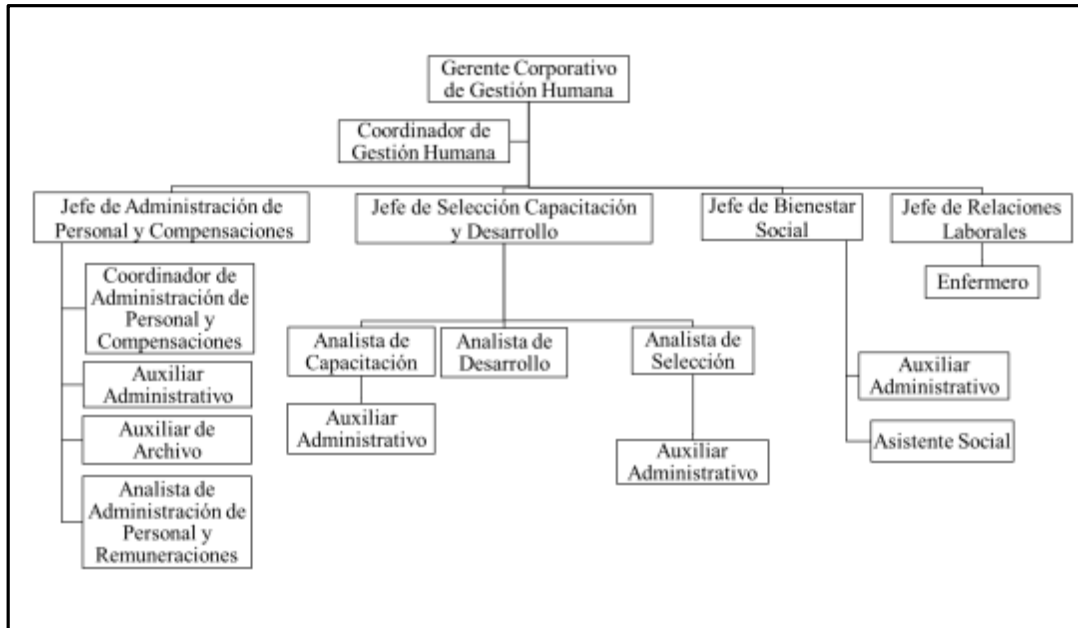 Gerente Corporativo
de Gestión Humana
Coordinador de
Gestión Humana
Jefe de Administración de
Personal y Compensaciones
Jefe de Selección Capacitación
y Desarrollo
Jefe de Bienestar
Social
Jefe de Relaciones
Laborales
Coordinador de
Administración de
Personal y
Compensaciones
Auxiliar
Administrativo
Auxiliar de
Archivo
Analista de
Administración de
Personal y
Remuneraciones
Analista de
Capacitación
Auxiliar
Administrativo
Analista de
Desarrollo
Analista de
Selección
Auxiliar
Administrativo
Auxiliar
Administrativo
Asistente Social
Enfermero